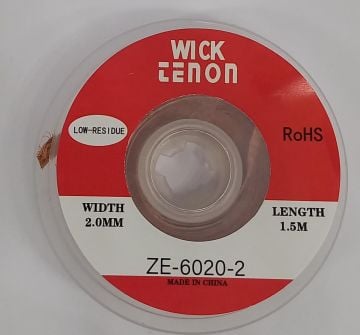 WICK
TENON
LOW-RESIDUE
RoHS
WIDTH
2.0MM
LENGTH
1.5M
ZE-6020-2
MADE IN CHINA